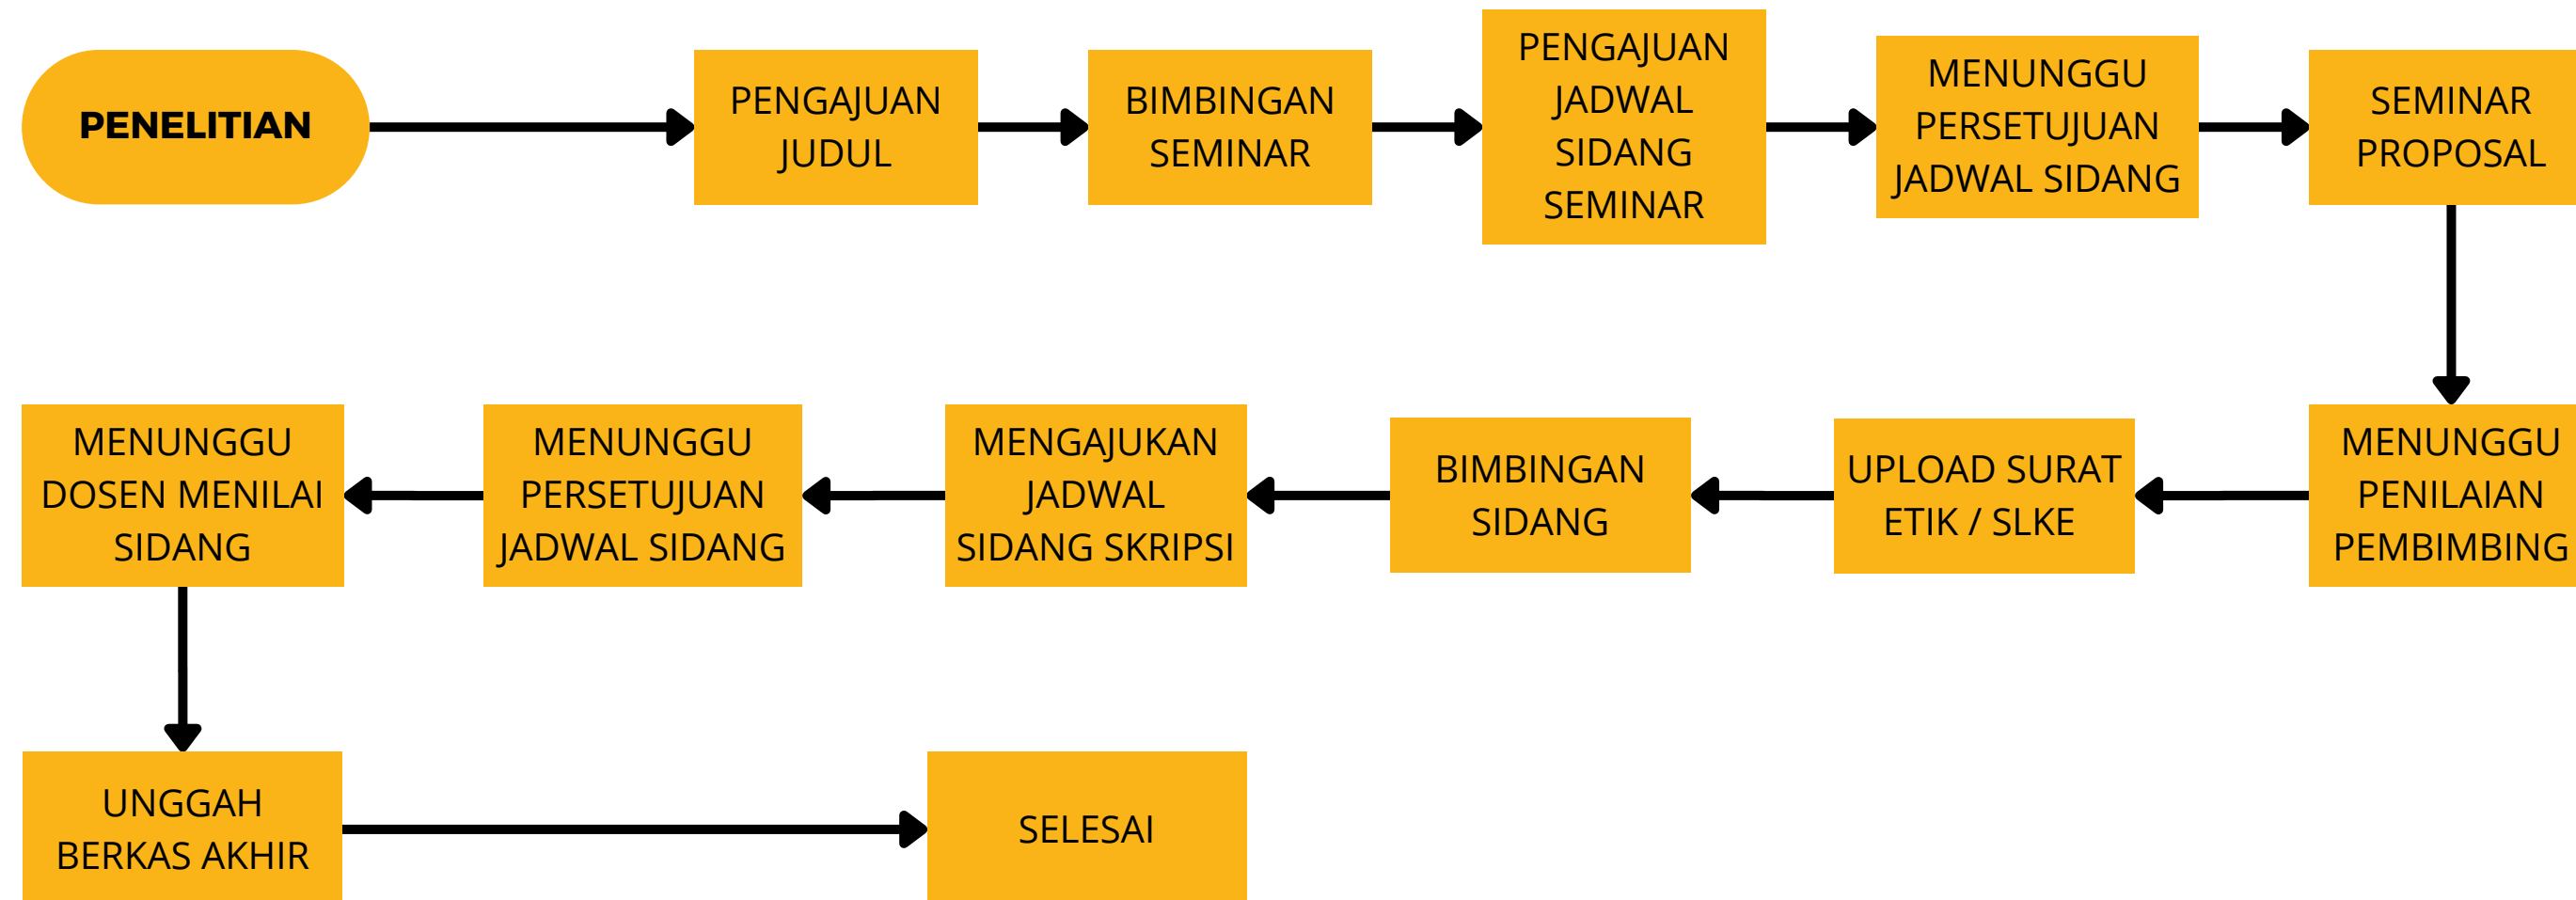 PENELITIAN
PENGAJUAN
JUDUL
BIMBINGAN
SEMINAR
PENGAJUAN
JADWAL
SIDANG
SEMINAR
MENUNGGU
PERSETUJUAN
JADWAL SIDANG
SEMINAR
PROPOSAL
MENUNGGU
PENILAIAN
PEMBIMBING
UPLOAD SURAT
ETIK / SLKE
BIMBINGAN
SIDANG
MENGAJUKAN
JADWAL
SIDANG SKRIPSI
MENUNGGU
PERSETUJUAN
JADWAL SIDANG
MENUNGGU
DOSEN MENILAI
SIDANG
UNGGAH
BERKAS AKHIR
SELESAI